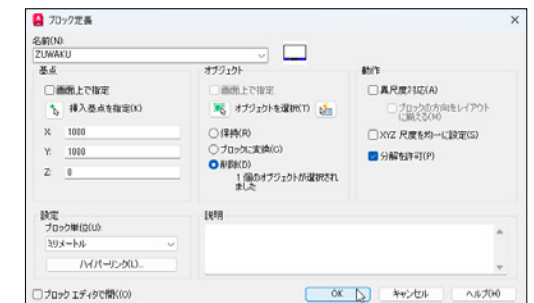 ブロック定義
名前(N):
ZUWAKU
基点
画面上で指定
挿入基点を指定(K)
X: 1000
Y: 1000
Z: 0
オブジェクト
画面上で指定
オブジェクトを選択(T)
保持(R)
ブロックに変換(C)
削除(D)
1 個のオブジェクトが選択され
ました
動作
異尺度対応(A)
ブロックの方向をレイアウト
に揃える(M)
XYZ 尺度を均一に設定(S)
分解を許可(P)
設定
ブロック単位(U):
ミリメートル
ハイパーリンク(L)...
説明
ブロック エディタで開く(O)
OK
キャンセル
ヘルプ(H)